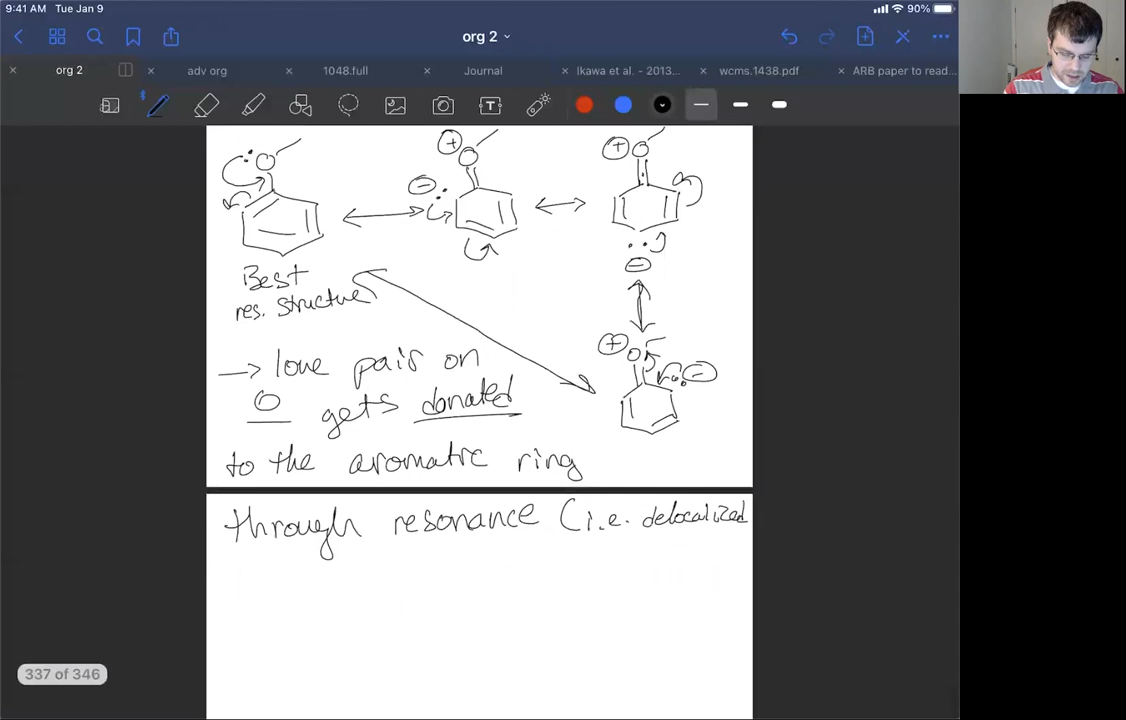 9:41 AM Tue Jan 9
90%
org 2
org 2
adv org
1048.full
Journal
Ikawa et al. - 2013...
wcms.1438.pdf
ARB paper to read...
T
O
+
O
+
O
Best
res. structure
+
O
→ lone pair on
O gets donated
to the aromatic ring
through resonance (i.e. delocalized
337 of 346